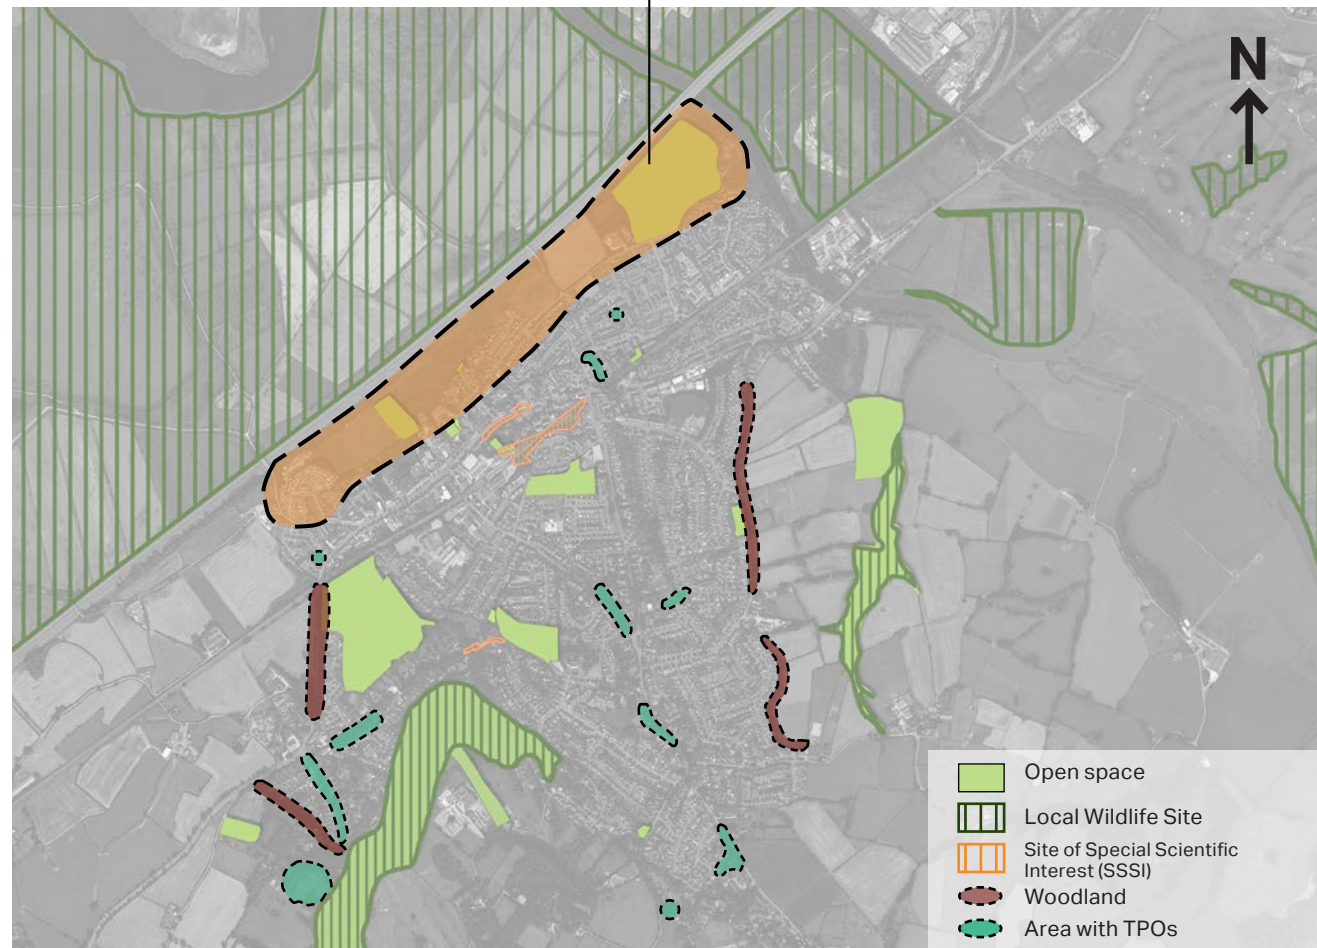 N
Open space
Local Wildlife Site
Site of Special Scientific
Interest (SSSI)
Woodland
Area with TPOs